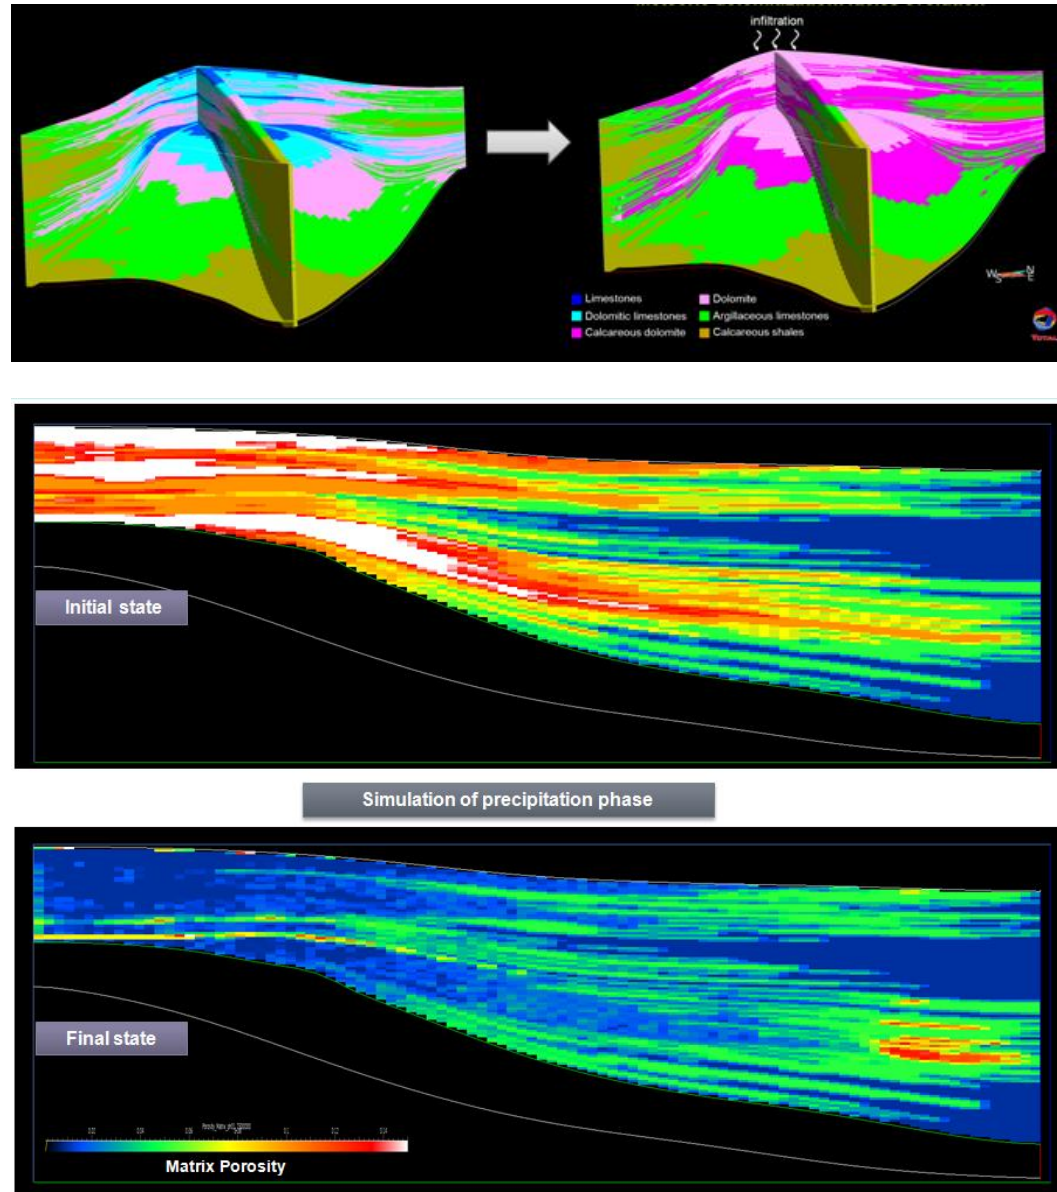 infiltration
W S N E
Limestones
Dolomite
Dolomitic limestones
Argillaceous limestones
Calcareous dolomite
Calcareous shales
TOTAL
Initial state
Simulation of precipitation phase
Final state
Matrix Porosity